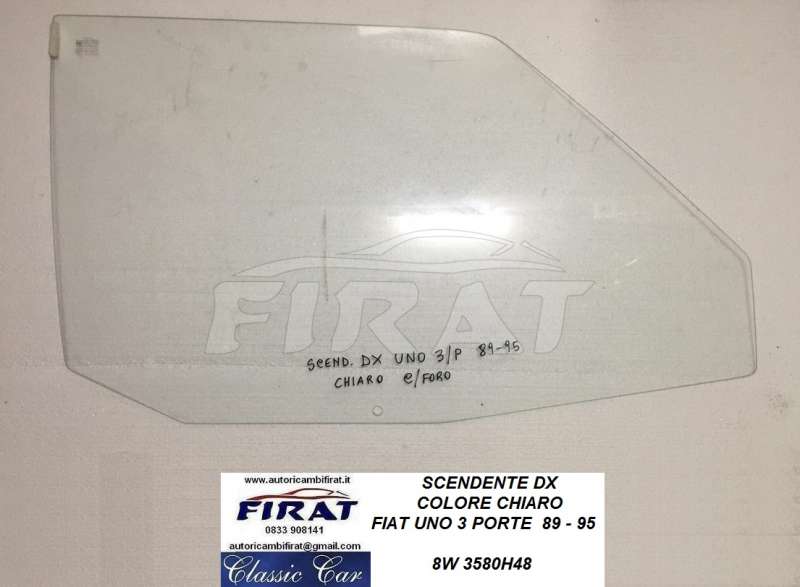 FIRAT
SCEND. DX UNO 3/P 89-95
CHIARO C/FORO
www.autoricambifirat.it
FIRAT
0833 908141
autoricambifirat@gmail.com
Classic Car
SCENDENTE DX
COLORE CHIARO
FIAT UNO 3 PORTE 89 - 95
8W 3580H48